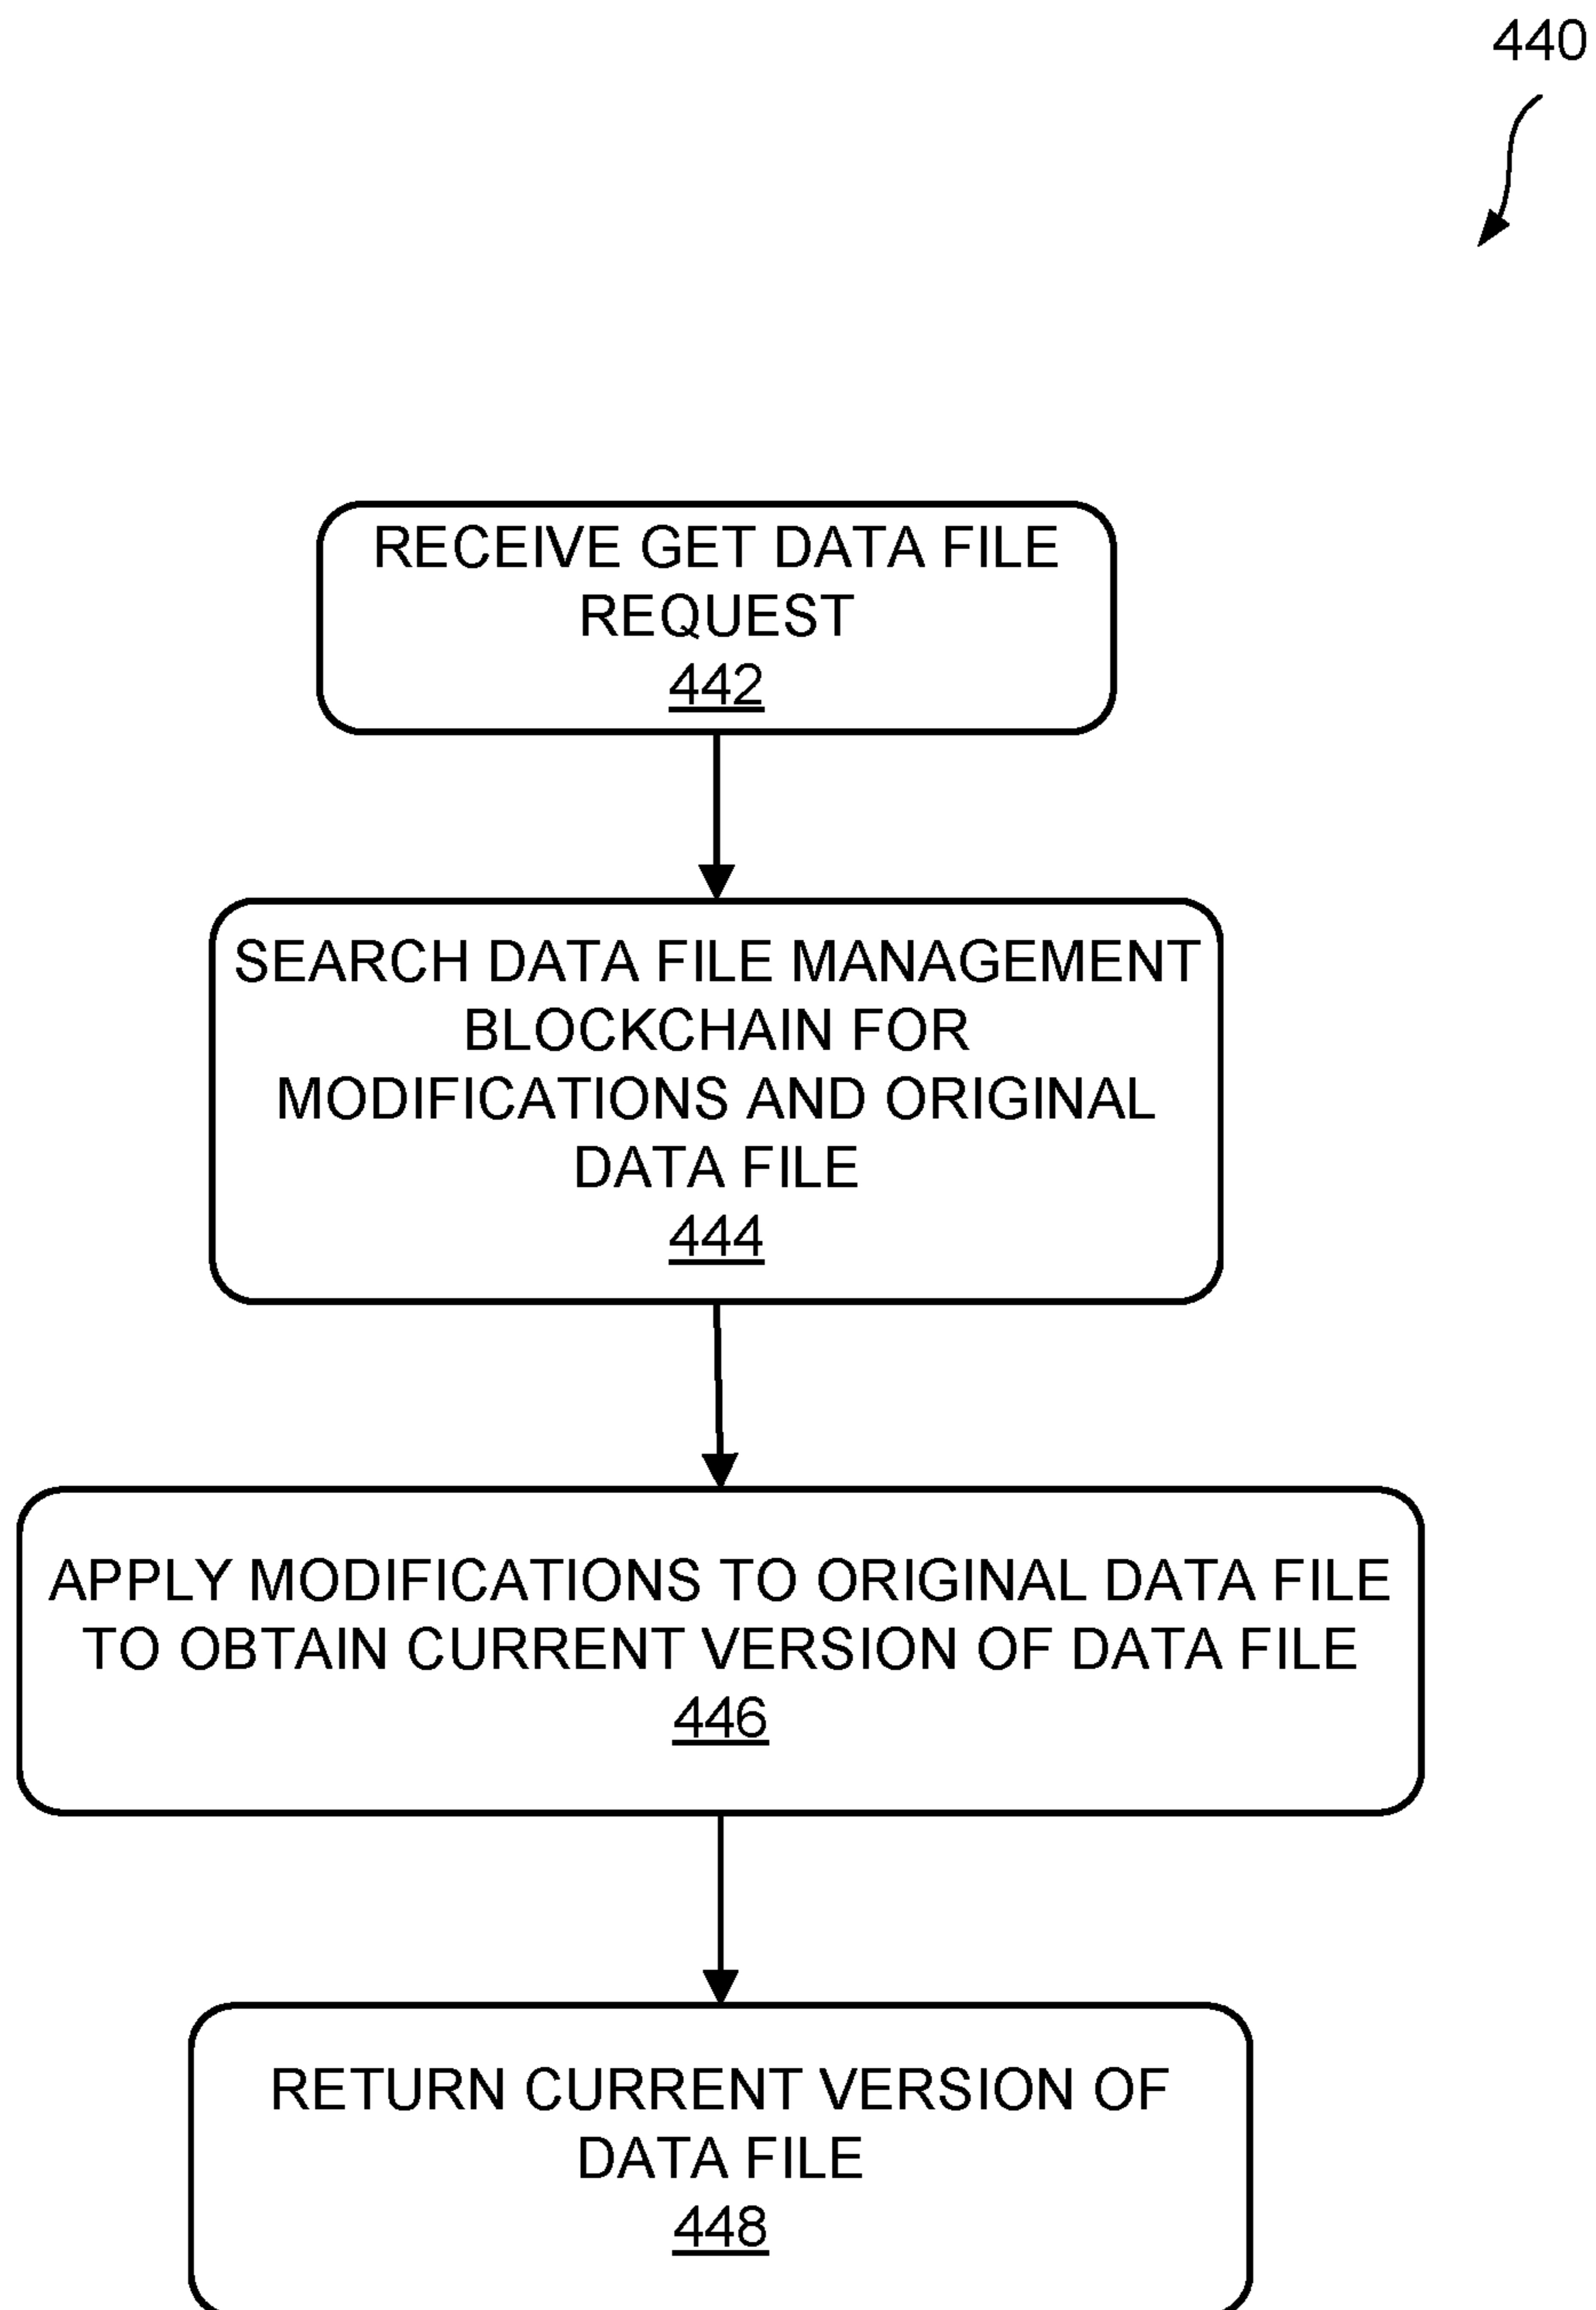 440
RECEIVE GET DATA FILE
REQUEST
442
SEARCH DATA FILE MANAGEMENT
BLOCKCHAIN FOR
MODIFICATIONS AND ORIGINAL
DATA FILE
444
APPLY MODIFICATIONS TO ORIGINAL DATA FILE
TO OBTAIN CURRENT VERSION OF DATA FILE
446
RETURN CURRENT VERSION OF
DATA FILE
448